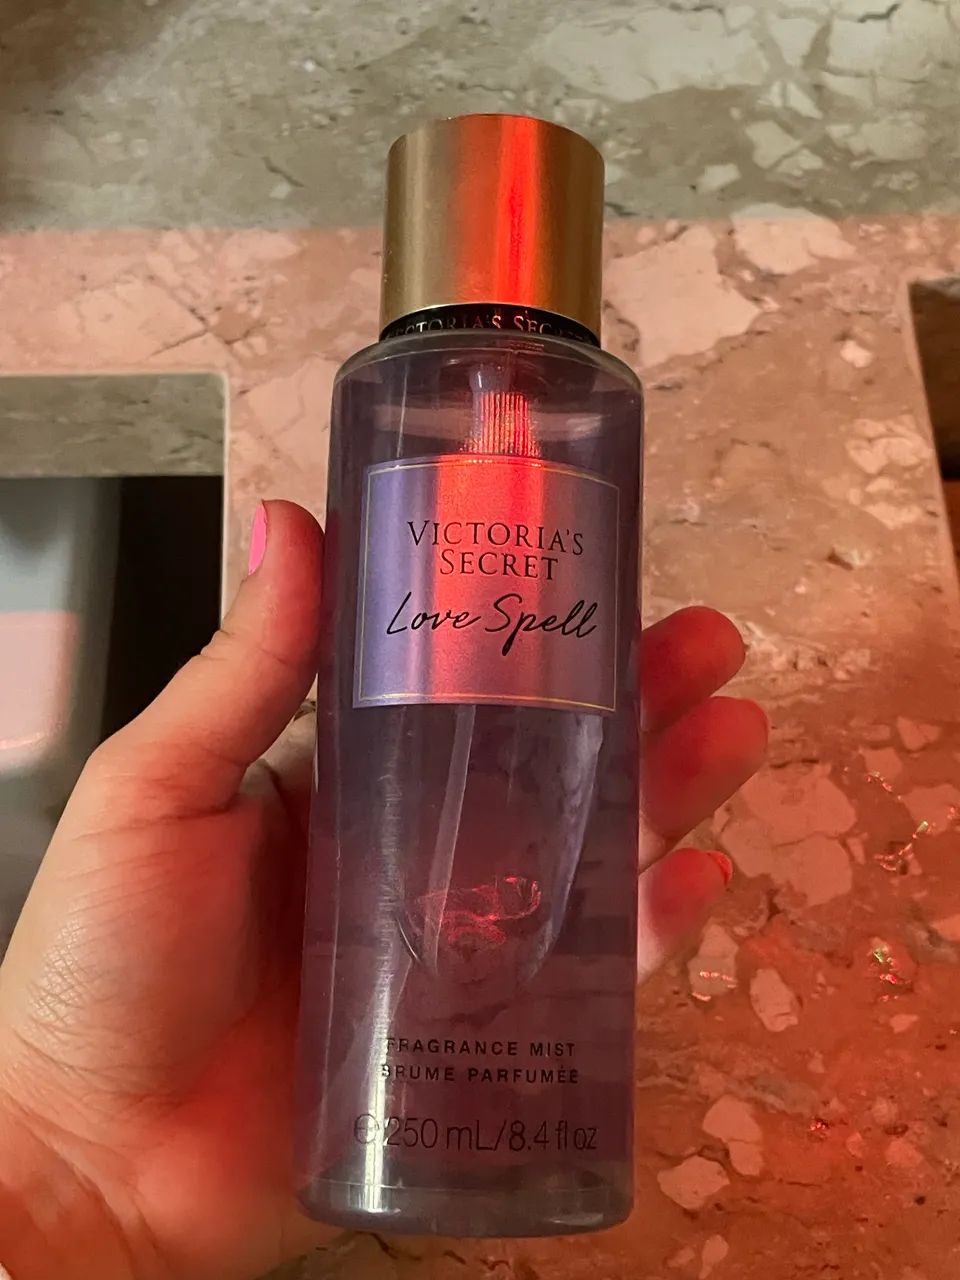 VICTORIA'S SECRET
VICTORIA'S
SECRET
Love Spell
FRAGRANCE MIST
BRUME PARFUMÉE
℮ 250 mL/8.4 fl oz